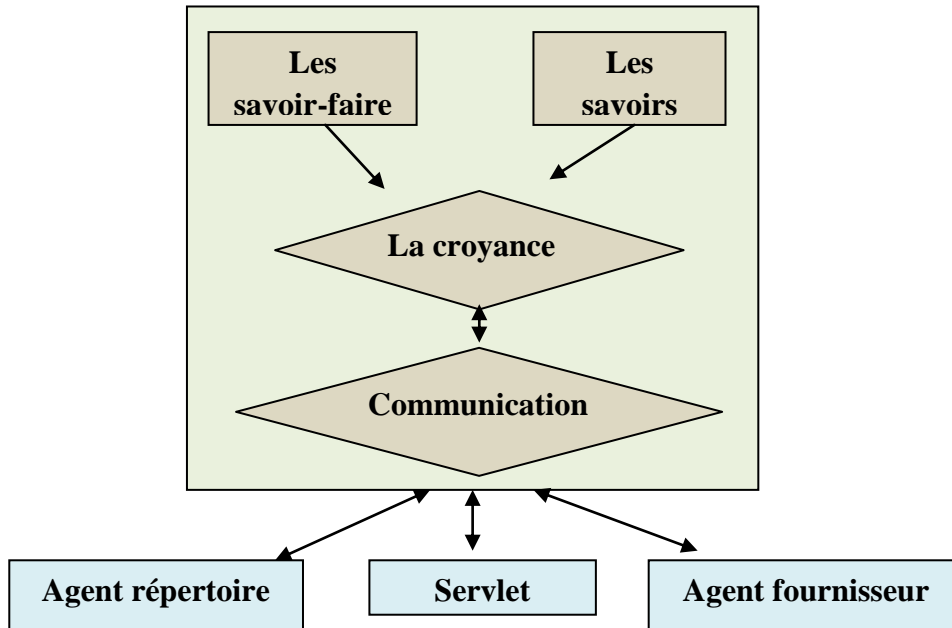 Les
savoir-faire
Les
savoirs
La croyance
Communication
Agent répertoire
Servlet
Agent fournisseur